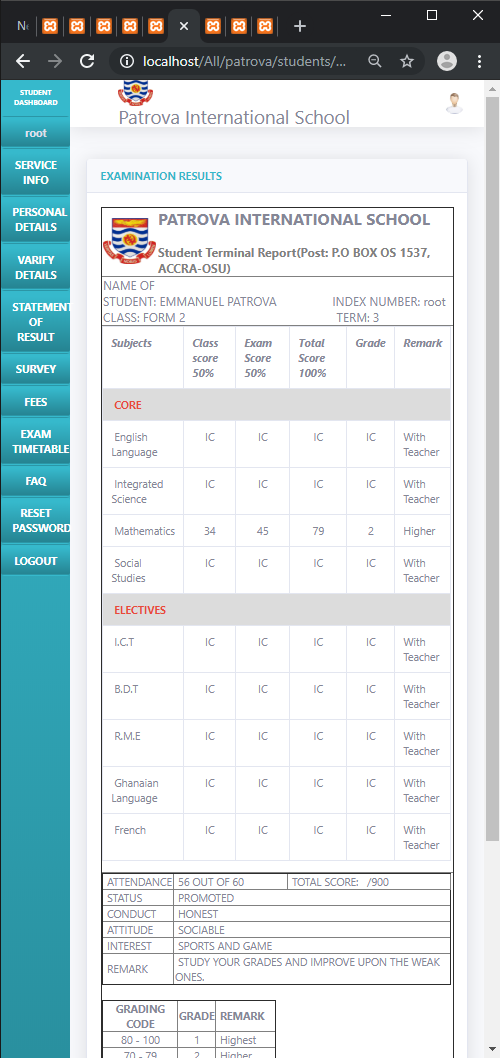 Ne
localhost/All/patrova/students/...
STUDENT
DASHBOARD
root
SERVICE
INFO
PERSONAL
DETAILS
VARIFY
DETAILS
STATEMENT
OF
RESULT
SURVEY
FEES
EXAM
TIMETABLE
FAQ
RESET
PASSWORD
LOGOUT
Patrova International School
EXAMINATION RESULTS
PATROVA INTERNATIONAL SCHOOL
Student Terminal Report(Post: P.O BOX OS 1537,
ACCRA-OSU)
NAME OF
STUDENT: EMMANUEL PATROVA INDEX NUMBER: root
CLASS: FORM 2 TERM: 3
Subjects Class Exam Total Grade Remark
score Score Score
50% 50% 100%
CORE
English IC IC IC IC With
Language Teacher
Integrated IC IC IC IC With
Science Teacher
Mathematics 34 45 79 2 Higher
Social IC IC IC IC With
Studies Teacher
ELECTIVES
I.C.T IC IC IC IC With
Teacher
B.D.T IC IC IC IC With
Teacher
R.M.E IC IC IC IC With
Teacher
Ghanaian IC IC IC IC With
Language Teacher
French IC IC IC IC With
Teacher
ATTENDANCE 56 OUT OF 60 TOTAL SCORE: /900
STATUS PROMOTED
CONDUCT HONEST
ATTITUDE SOCIABLE
INTEREST SPORTS AND GAME
REMARK STUDY YOUR GRADES AND IMPROVE UPON THE WEAK
ONES.
GRADING GRADE REMARK
CODE
80 - 100 1 Highest
70 - 79 2 Higher